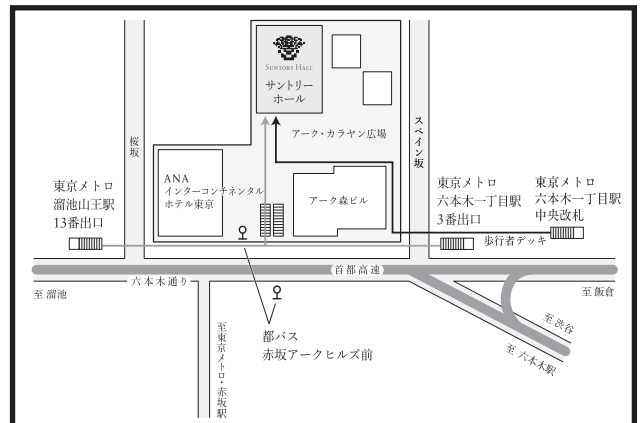 SUNTORY HALL
サントリー
ホール
アーク・カラヤン広場
桜坂
スペイン坂
ANA
インターコンチネンタル
ホテル東京
アーク森ビル
東京メトロ
溜池山王駅
13番出口
東京メトロ
六本木一丁目駅
3番出口
東京メトロ
六本木一丁目駅
中央改札
歩行者デッキ
首都高速
六本木通り
至 溜池
至 飯倉
至 渋谷
至 六本木駅
都バス
赤坂アークヒルズ前
至東京メトロ・赤坂駅